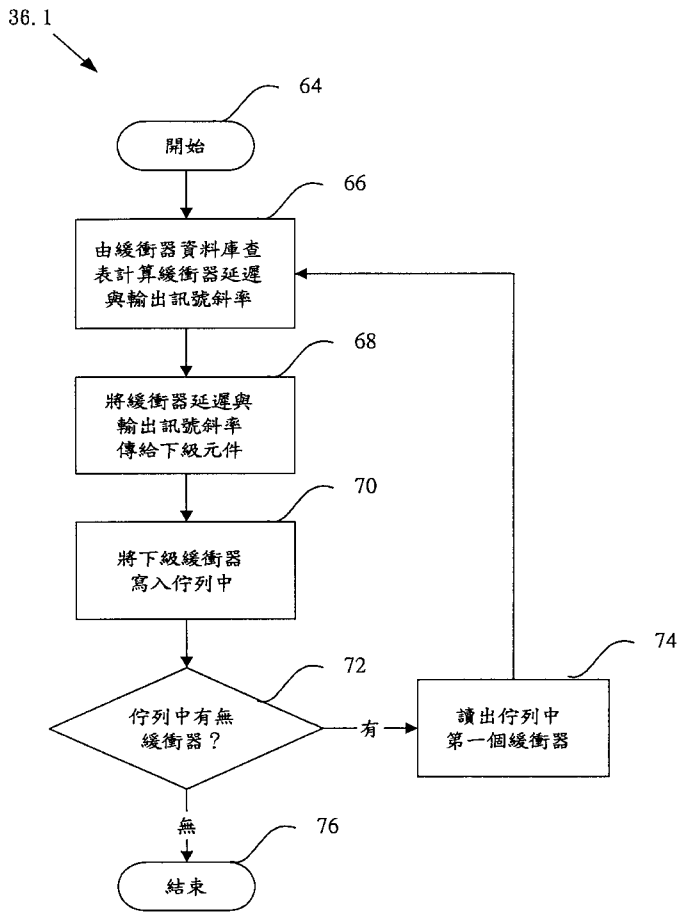 36.1
64
開始
66
由緩衝器資料庫查
表計算緩衝器延遲
與輸出訊號斜率
68
將緩衝器延遲與
輸出訊號斜率
傳給下級元件
70
將下級緩衝器
寫入佇列中
72
佇列中有無
緩衝器？
有
74
讀出佇列中
第一個緩衝器
無
76
結束